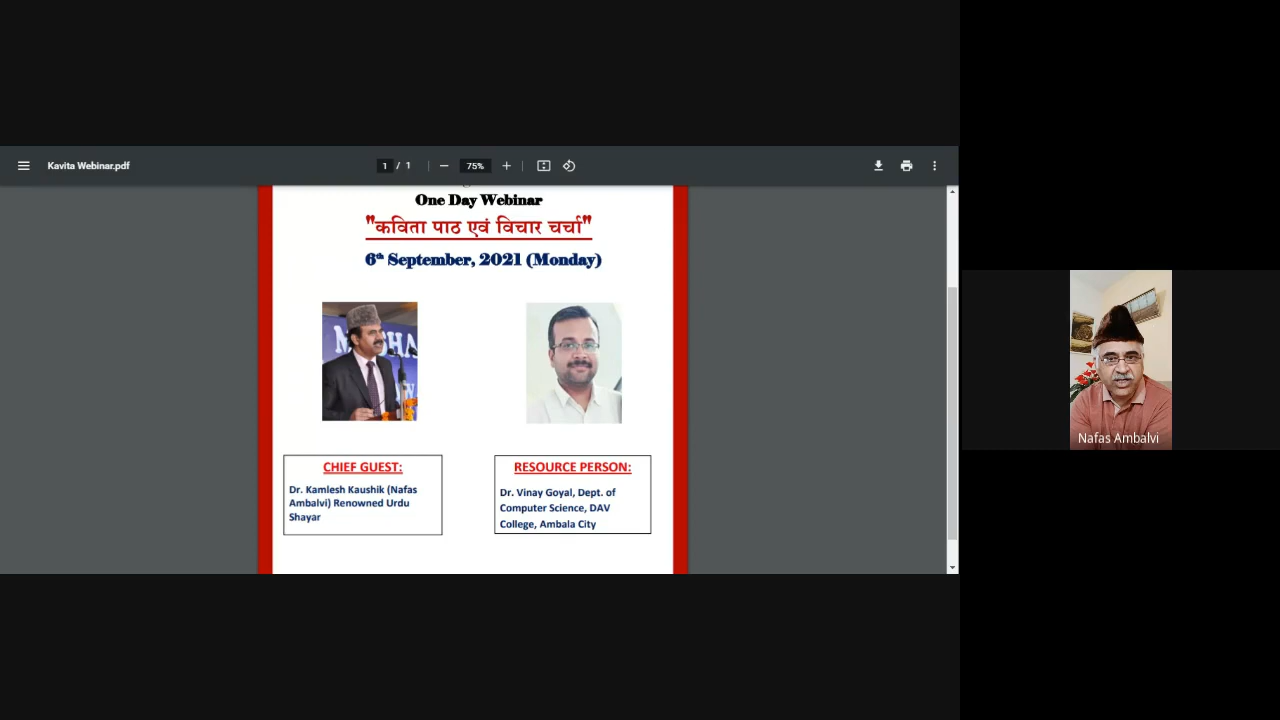 Kavita Webinar.pdf
1 / 1
75%
One Day Webinar
"कविता पाठ एवं विचार चर्चा"
6th September, 2021 (Monday)
CHIEF GUEST:
Dr. Kamlesh Kaushik (Nafas
Ambalvi) Renowned Urdu
Shayar
RESOURCE PERSON:
Dr. Vinay Goyal, Dept. of
Computer Science, DAV
College, Ambala City
Nafas Ambalvi